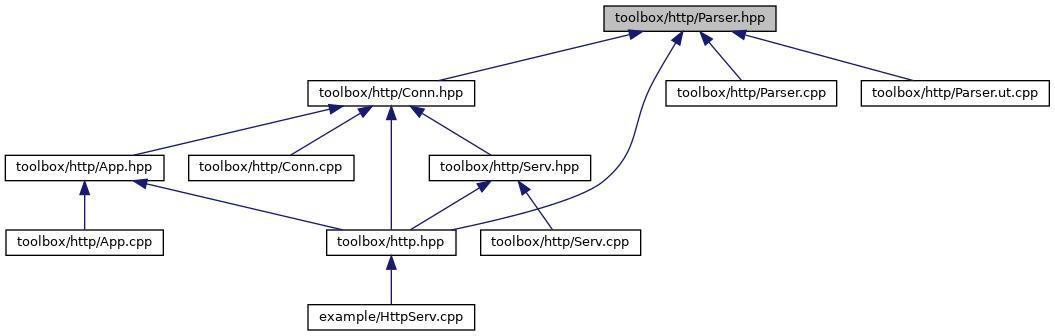 toolbox/http/Parser.hpp
toolbox/http/Conn.hpp
toolbox/http/Parser.cpp
toolbox/http/Parser.ut.cpp
toolbox/http/App.hpp
toolbox/http/Conn.cpp
toolbox/http/Serv.hpp
toolbox/http/App.cpp
toolbox/http.hpp
toolbox/http/Serv.cpp
example/HttpServ.cpp